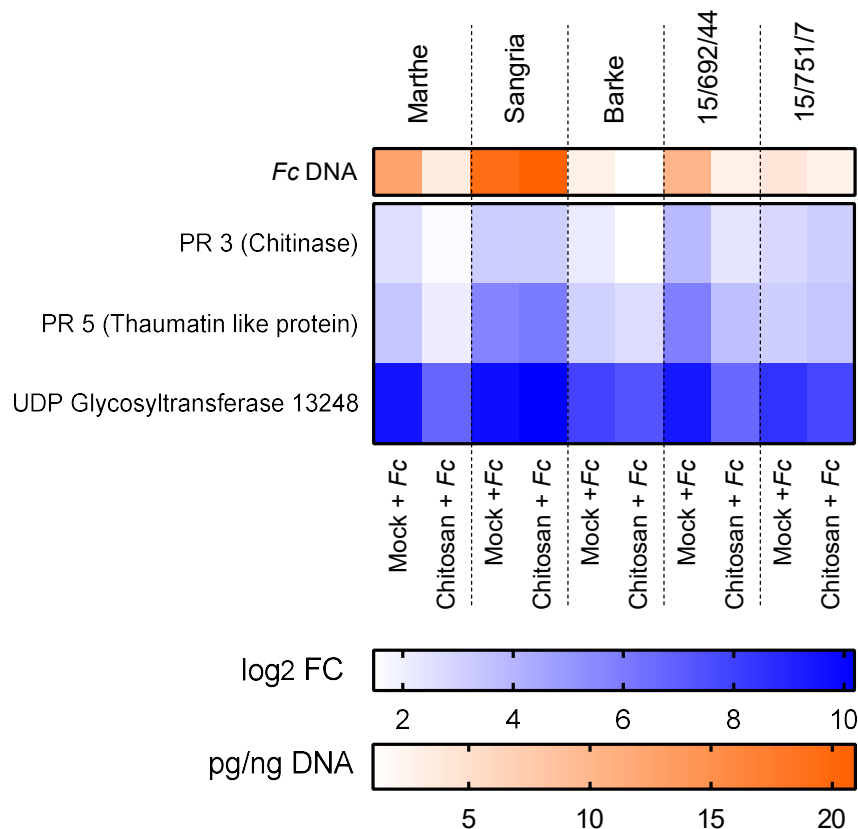 Marthe
Sangria
Barke
15/692/44
15/751/7
Fc DNA
PR 3 (Chitinase)
PR 5 (Thaumatin like protein)
UDP Glycosyltransferase 13248
Mock + Fc
Chitosan + Fc
Mock +Fc
Chitosan + Fc
Mock +Fc
Chitosan + Fc
Mock + Fc
Chitosan + Fc
Mock +Fc
Chitosan + Fc
log2 FC
2 4 6 8 10
pg/ng DNA
5 10 15 20